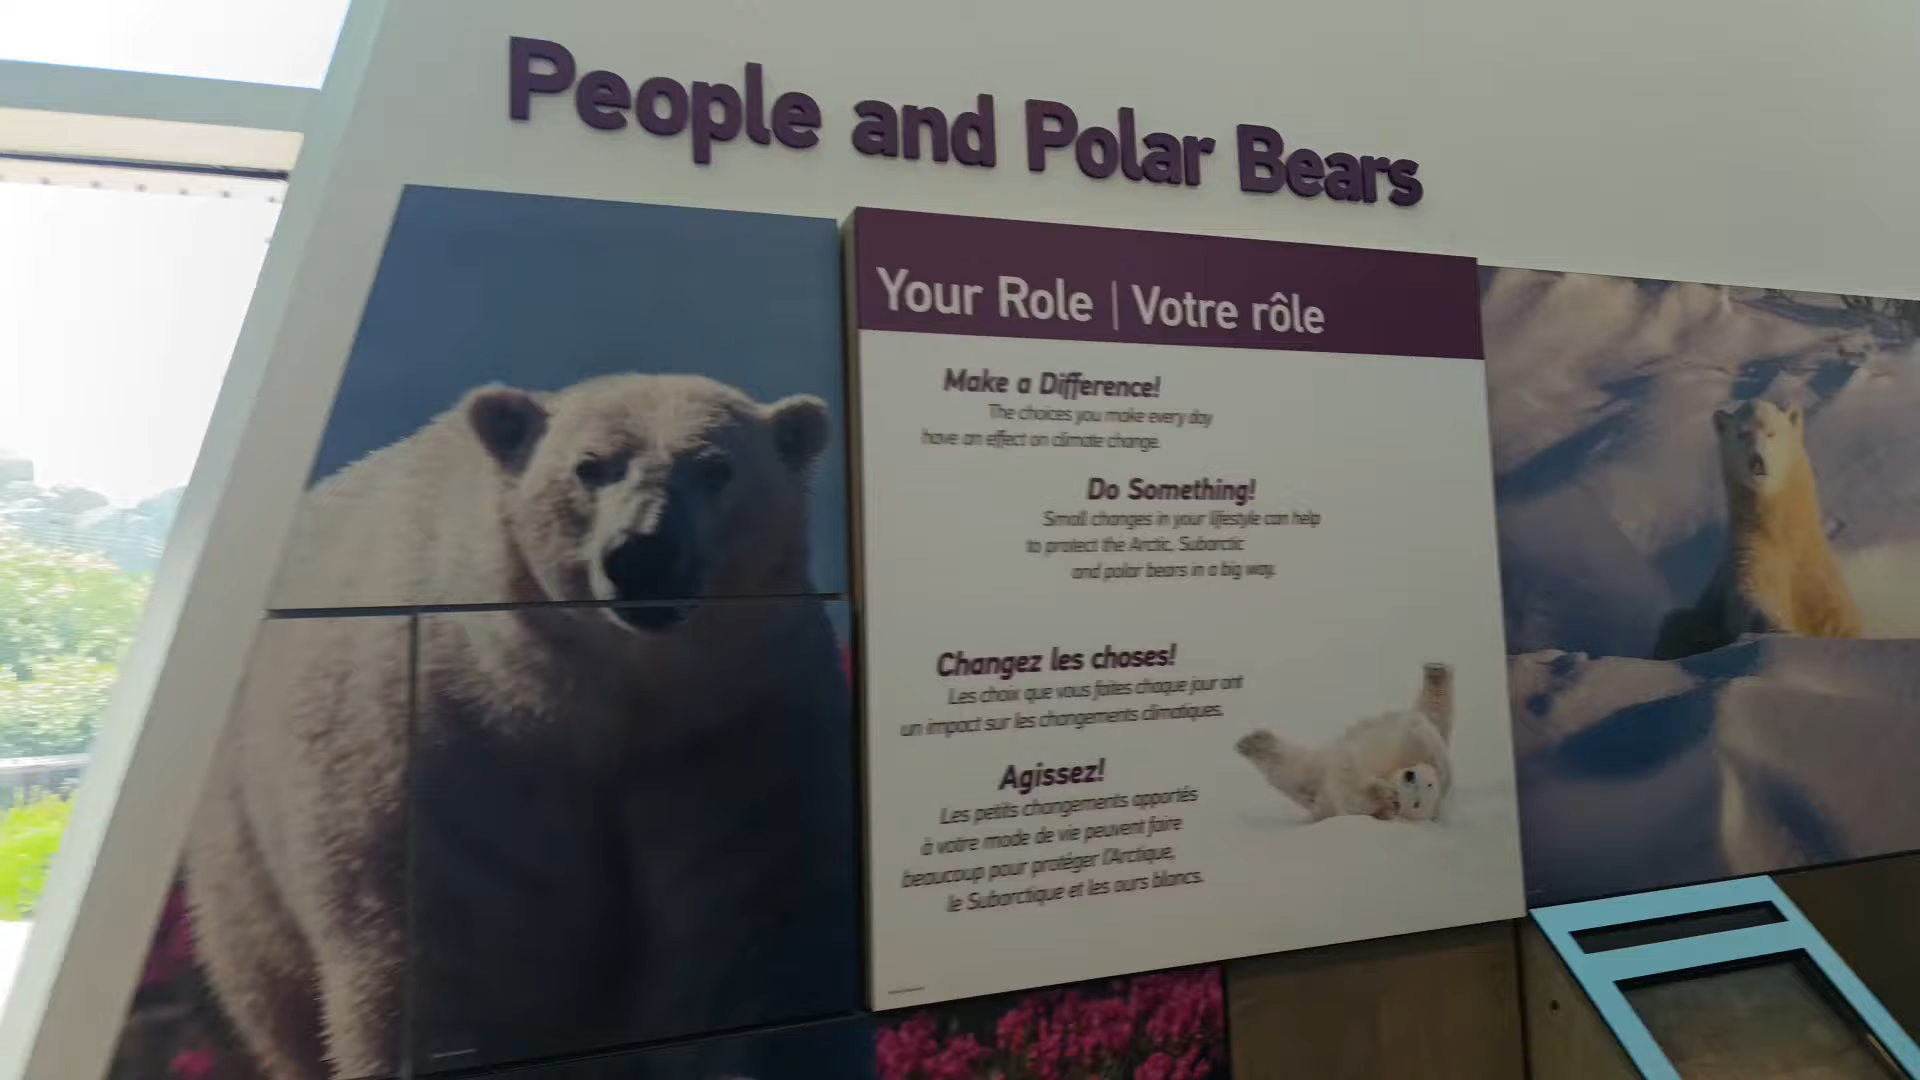 People and Polar Bears
Your Role | Votre rôle
Make a Difference!
The choices you make every day
have an effect on climate change.
Do Something!
Small changes in your lifestyle can help
to protect the Arctic, Subarctic
and polar bears in a big way.
Changez les choses!
Les choix que vous faites chaque jour ont
un impact sur les changements climatiques.
Agissez!
Les petits changements apportés
à votre mode de vie peuvent faire
beaucoup pour protéger l'Arctique,
le Subarctique et les ours blancs.